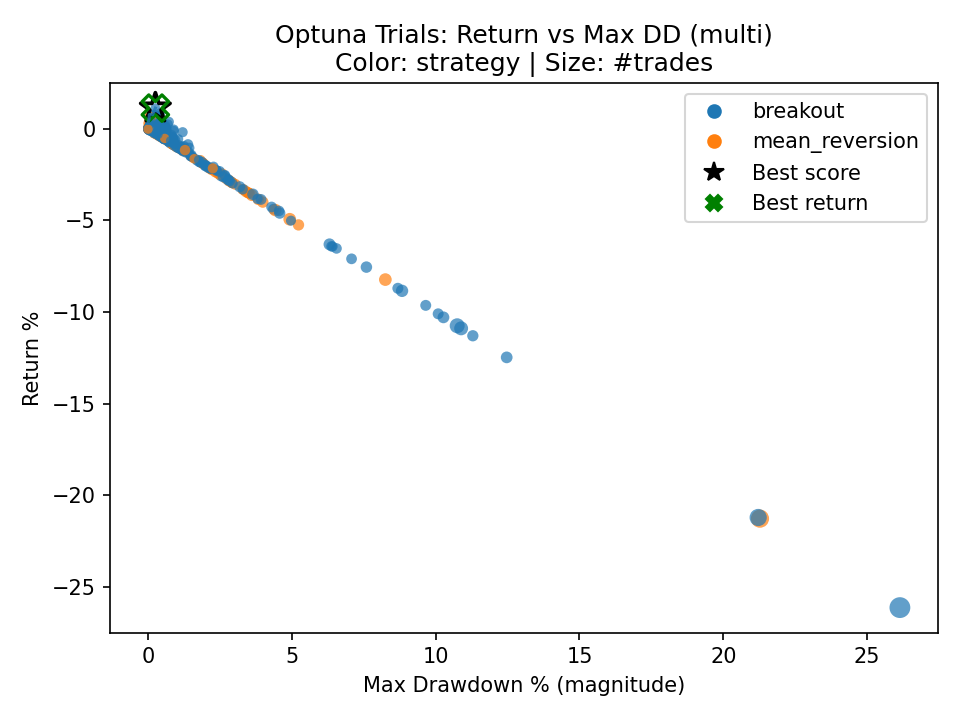 Optuna Trials: Return vs Max DD (multi)
Color: strategy | Size: #trades
breakout
mean_reversion
Best score
Best return
Return %
0
−5
−10
−15
−20
−25
0 5 10 15 20 25
Max Drawdown % (magnitude)